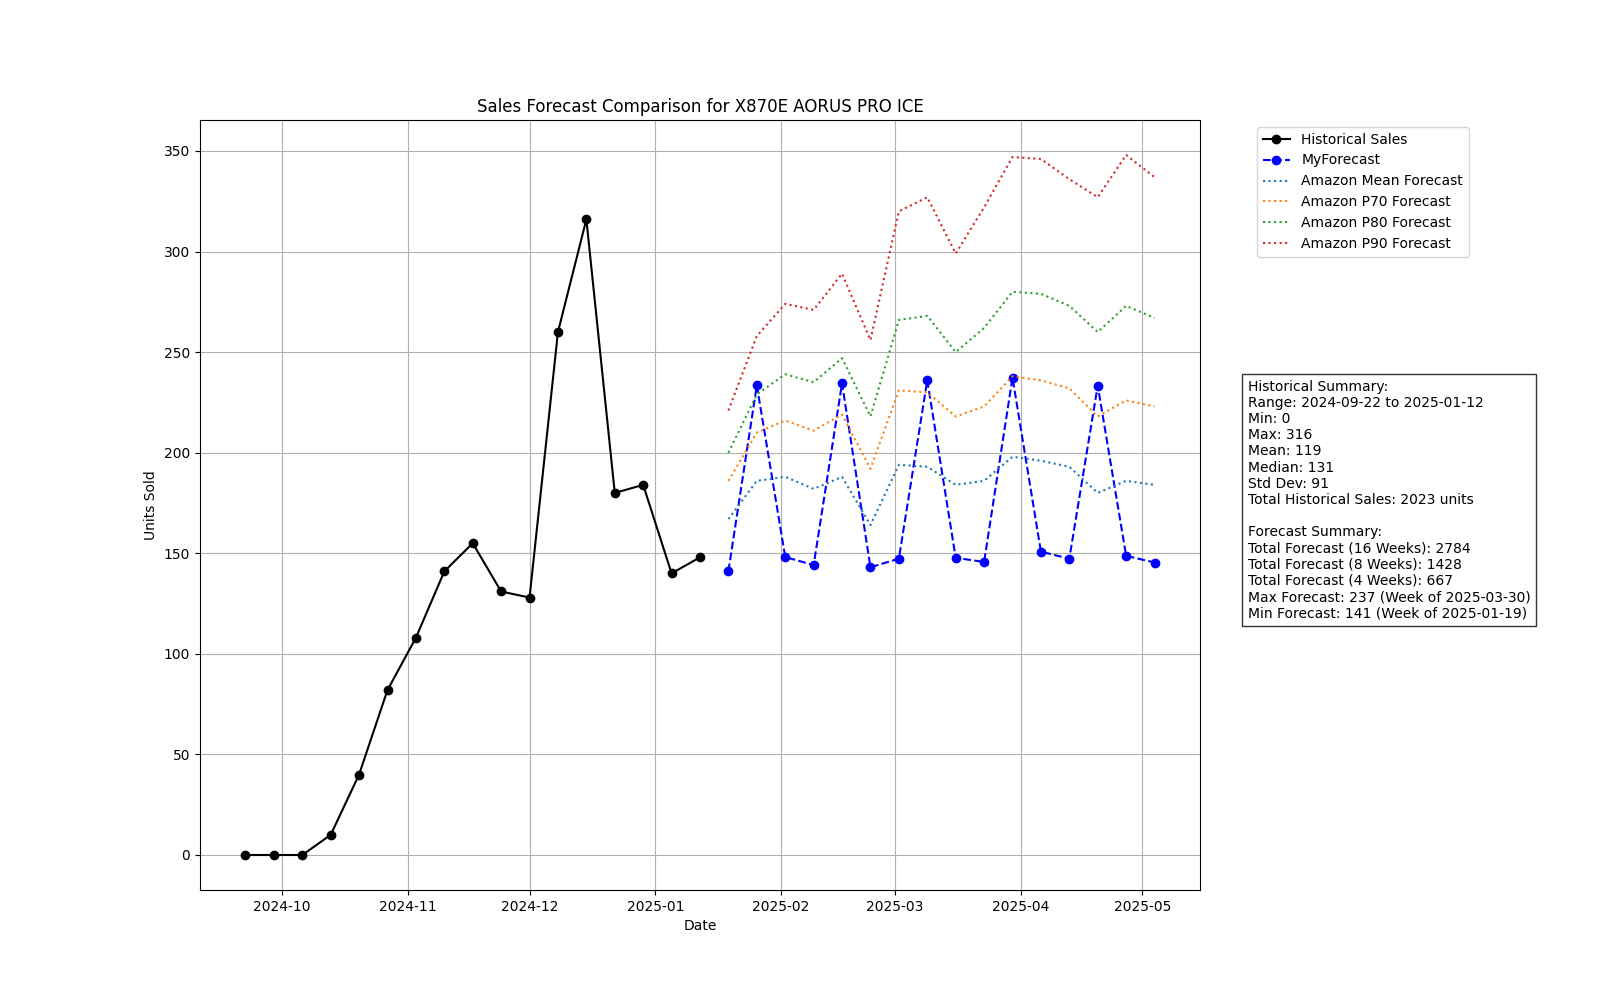 Sales Forecast Comparison for X870E AORUS PRO ICE
350
300
250
200
150
100
50
0
Units Sold
2024-10
2024-11
2024-12
2025-01
2025-02
2025-03
2025-04
2025-05
Date
Historical Sales
MyForecast
Amazon Mean Forecast
Amazon P70 Forecast
Amazon P80 Forecast
Amazon P90 Forecast
Historical Summary:
Range: 2024-09-22 to 2025-01-12
Min: 0
Max: 316
Mean: 119
Median: 131
Std Dev: 91
Total Historical Sales: 2023 units
Forecast Summary:
Total Forecast (16 Weeks): 2784
Total Forecast (8 Weeks): 1428
Total Forecast (4 Weeks): 667
Max Forecast: 237 (Week of 2025-03-30)
Min Forecast: 141 (Week of 2025-01-19)